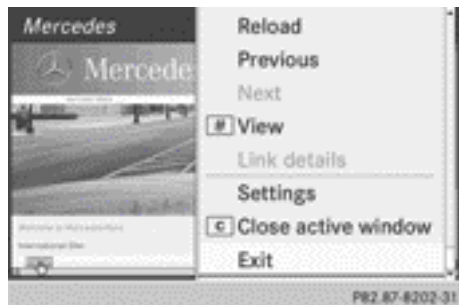 Mercedes
Mercede
Reload
Previous
Next
# View
Link details
Settings
c Close active window
Exit
P82.87-8202-31